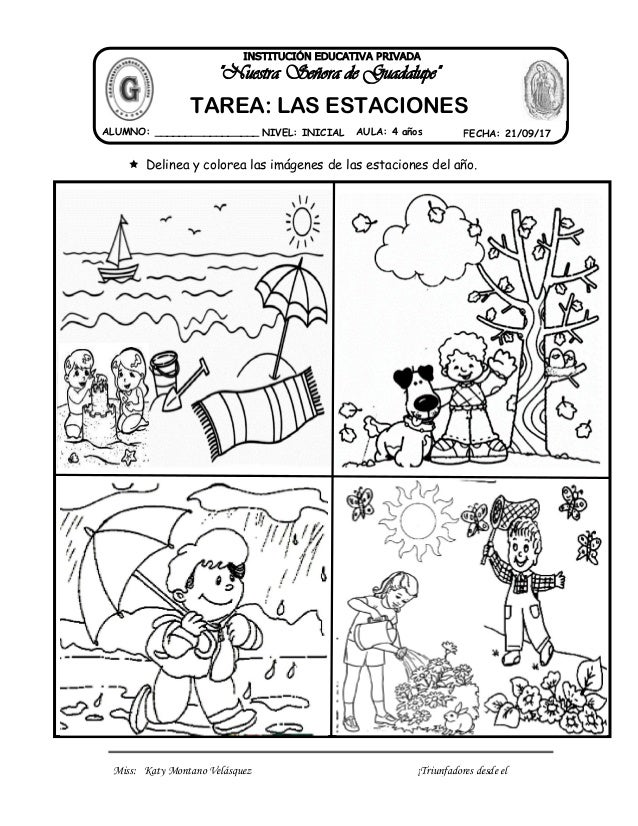 INSTITUCIÓN EDUCATIVA PRIVADA
"Nuestra Señora de Guadalupe"
TAREA: LAS ESTACIONES
ALUMNO: __________________ NIVEL: INICIAL AULA: 4 años FECHA: 21/09/17
G
★ Delinea y colorea las imágenes de las estaciones del año.
Miss: Katy Montano Velásquez ¡Triunfadores desde el